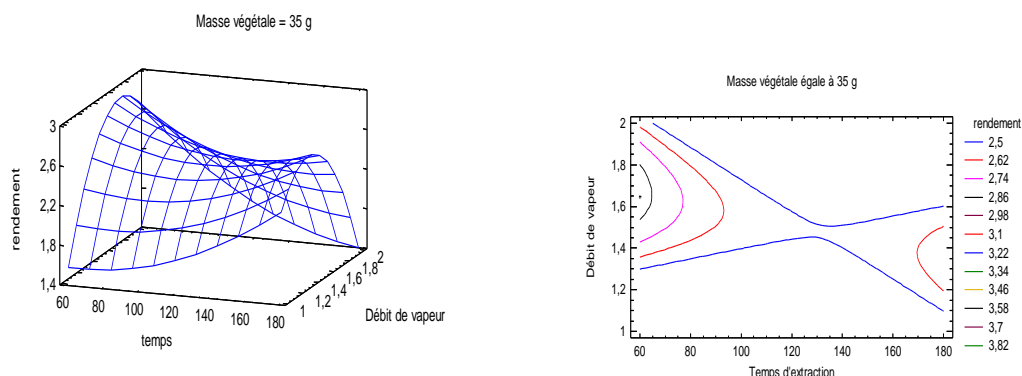 Masse végétale = 35 g
rendement
3
2,6
2,2
1,8
1,4
60 80 100 120 140 160 180
temps
1 1,2 1,4 1,6 1,8 2
Débit de vapeur
Masse végétale égale à 35 g
Débit de vapeur
2
1,8
1,6
1,4
1,2
1
60 80 100 120 140 160 180
Temps d'extraction
rendement
2,5
2,62
2,74
2,86
2,98
3,1
3,22
3,34
3,46
3,58
3,7
3,82